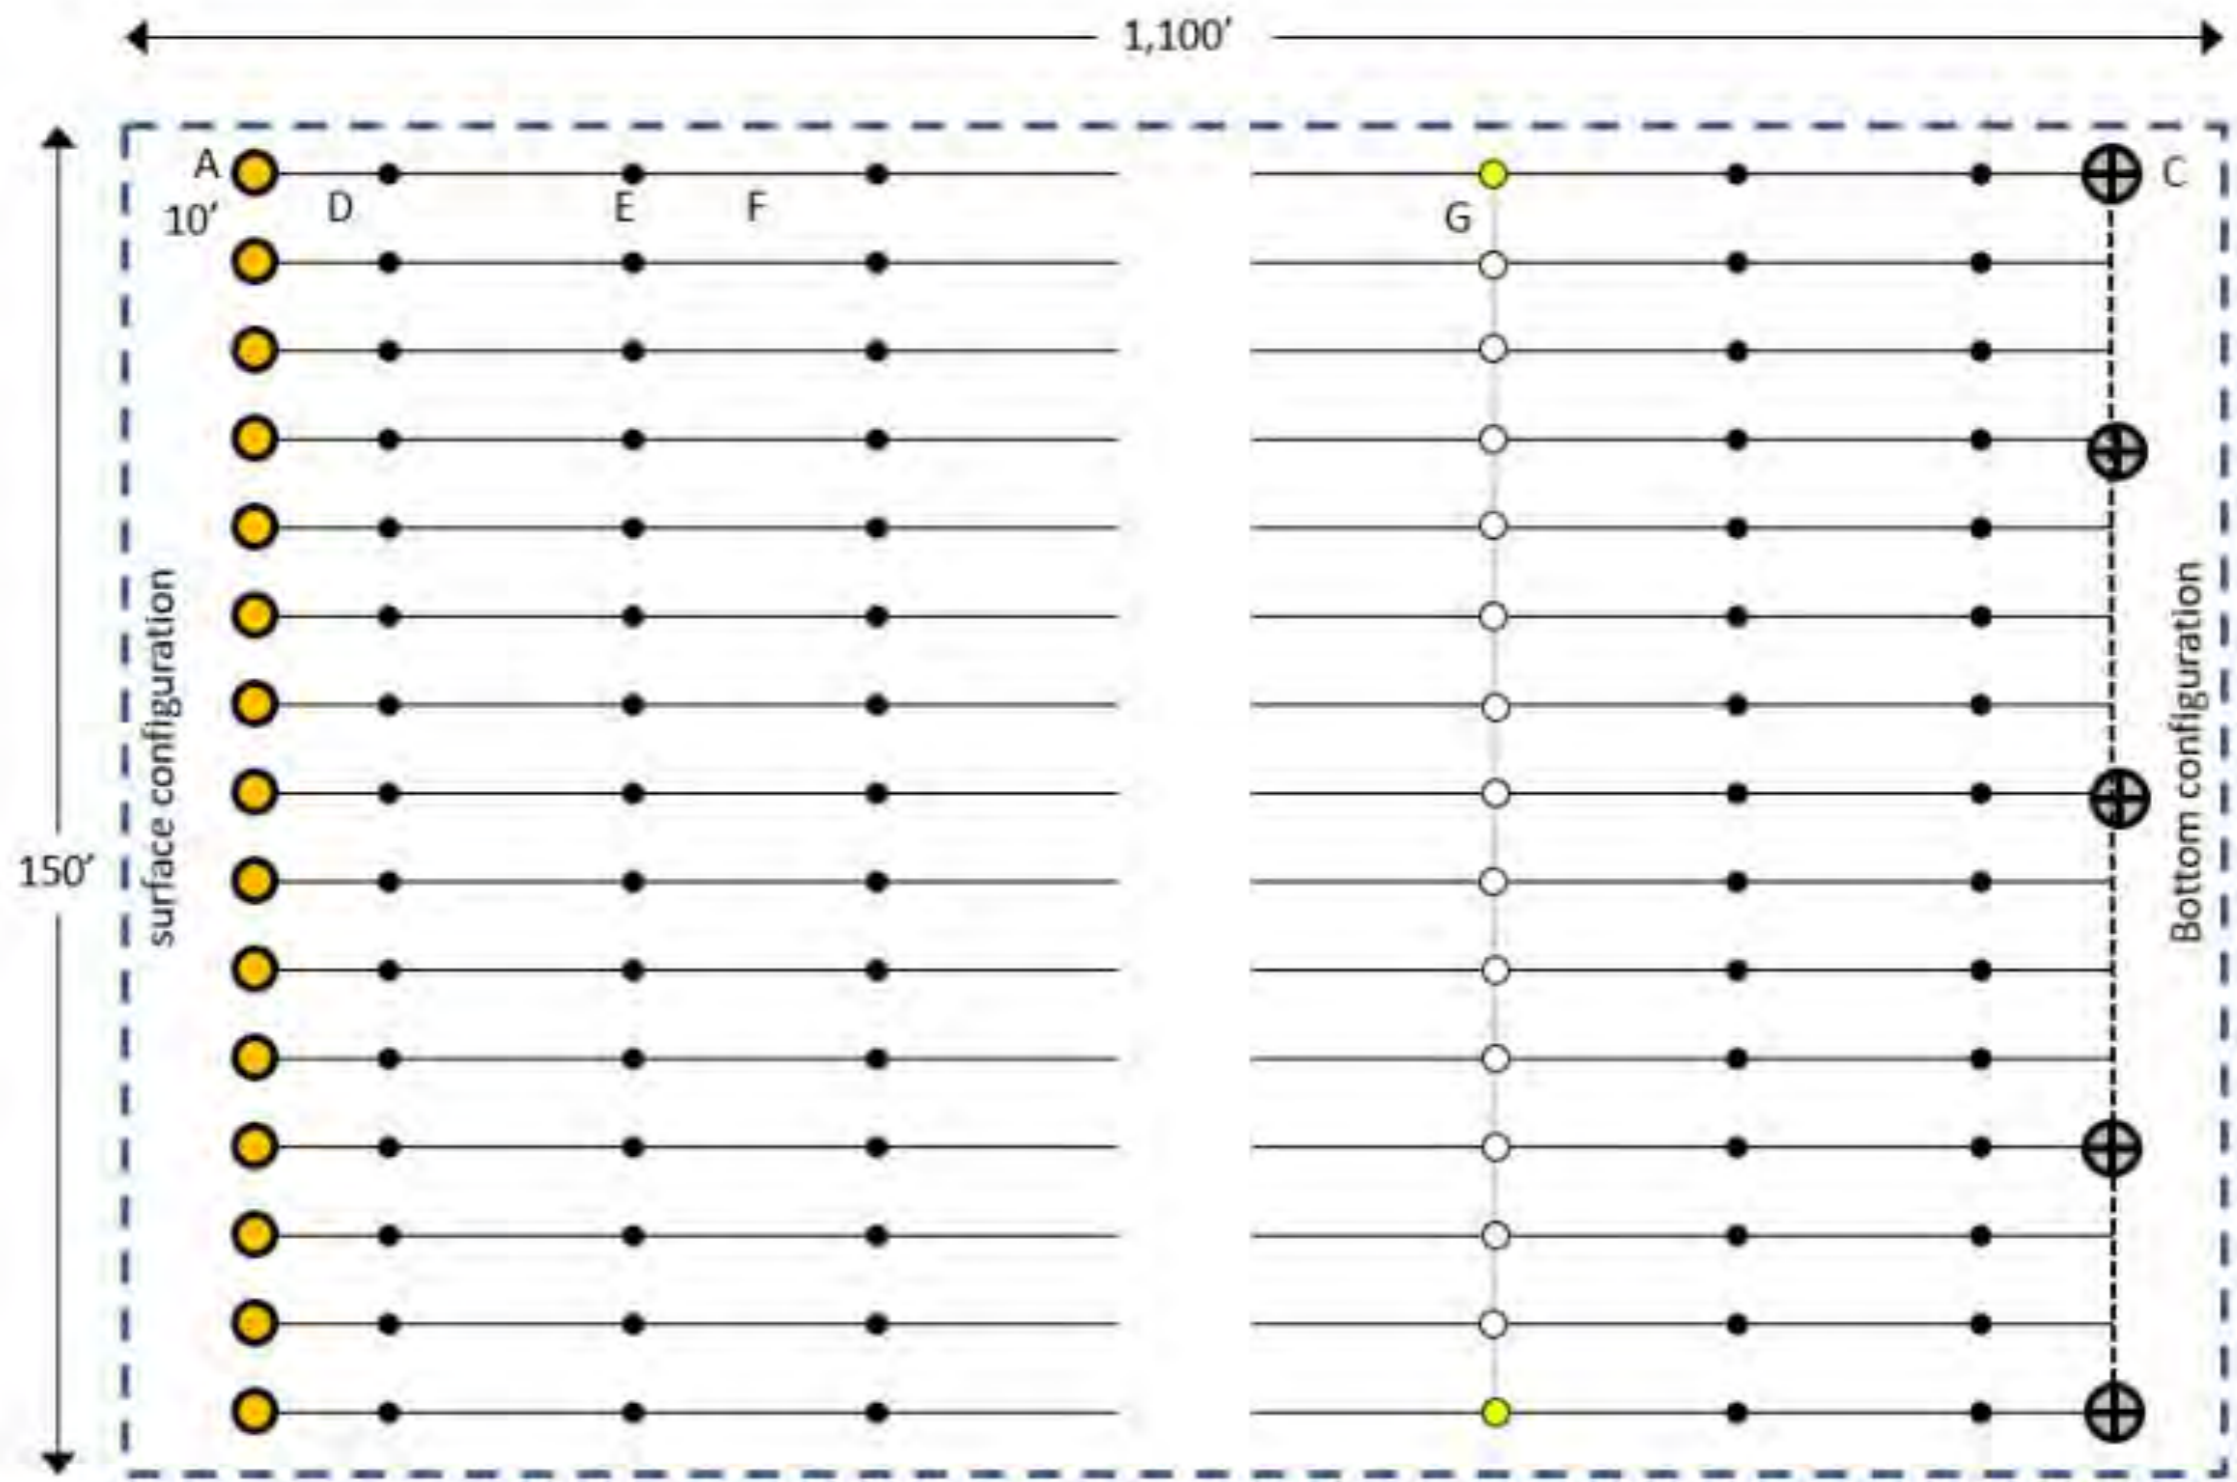 1,100’
A
C
10’
D
E
F
G
surface configuration
Bottom configuration
150’